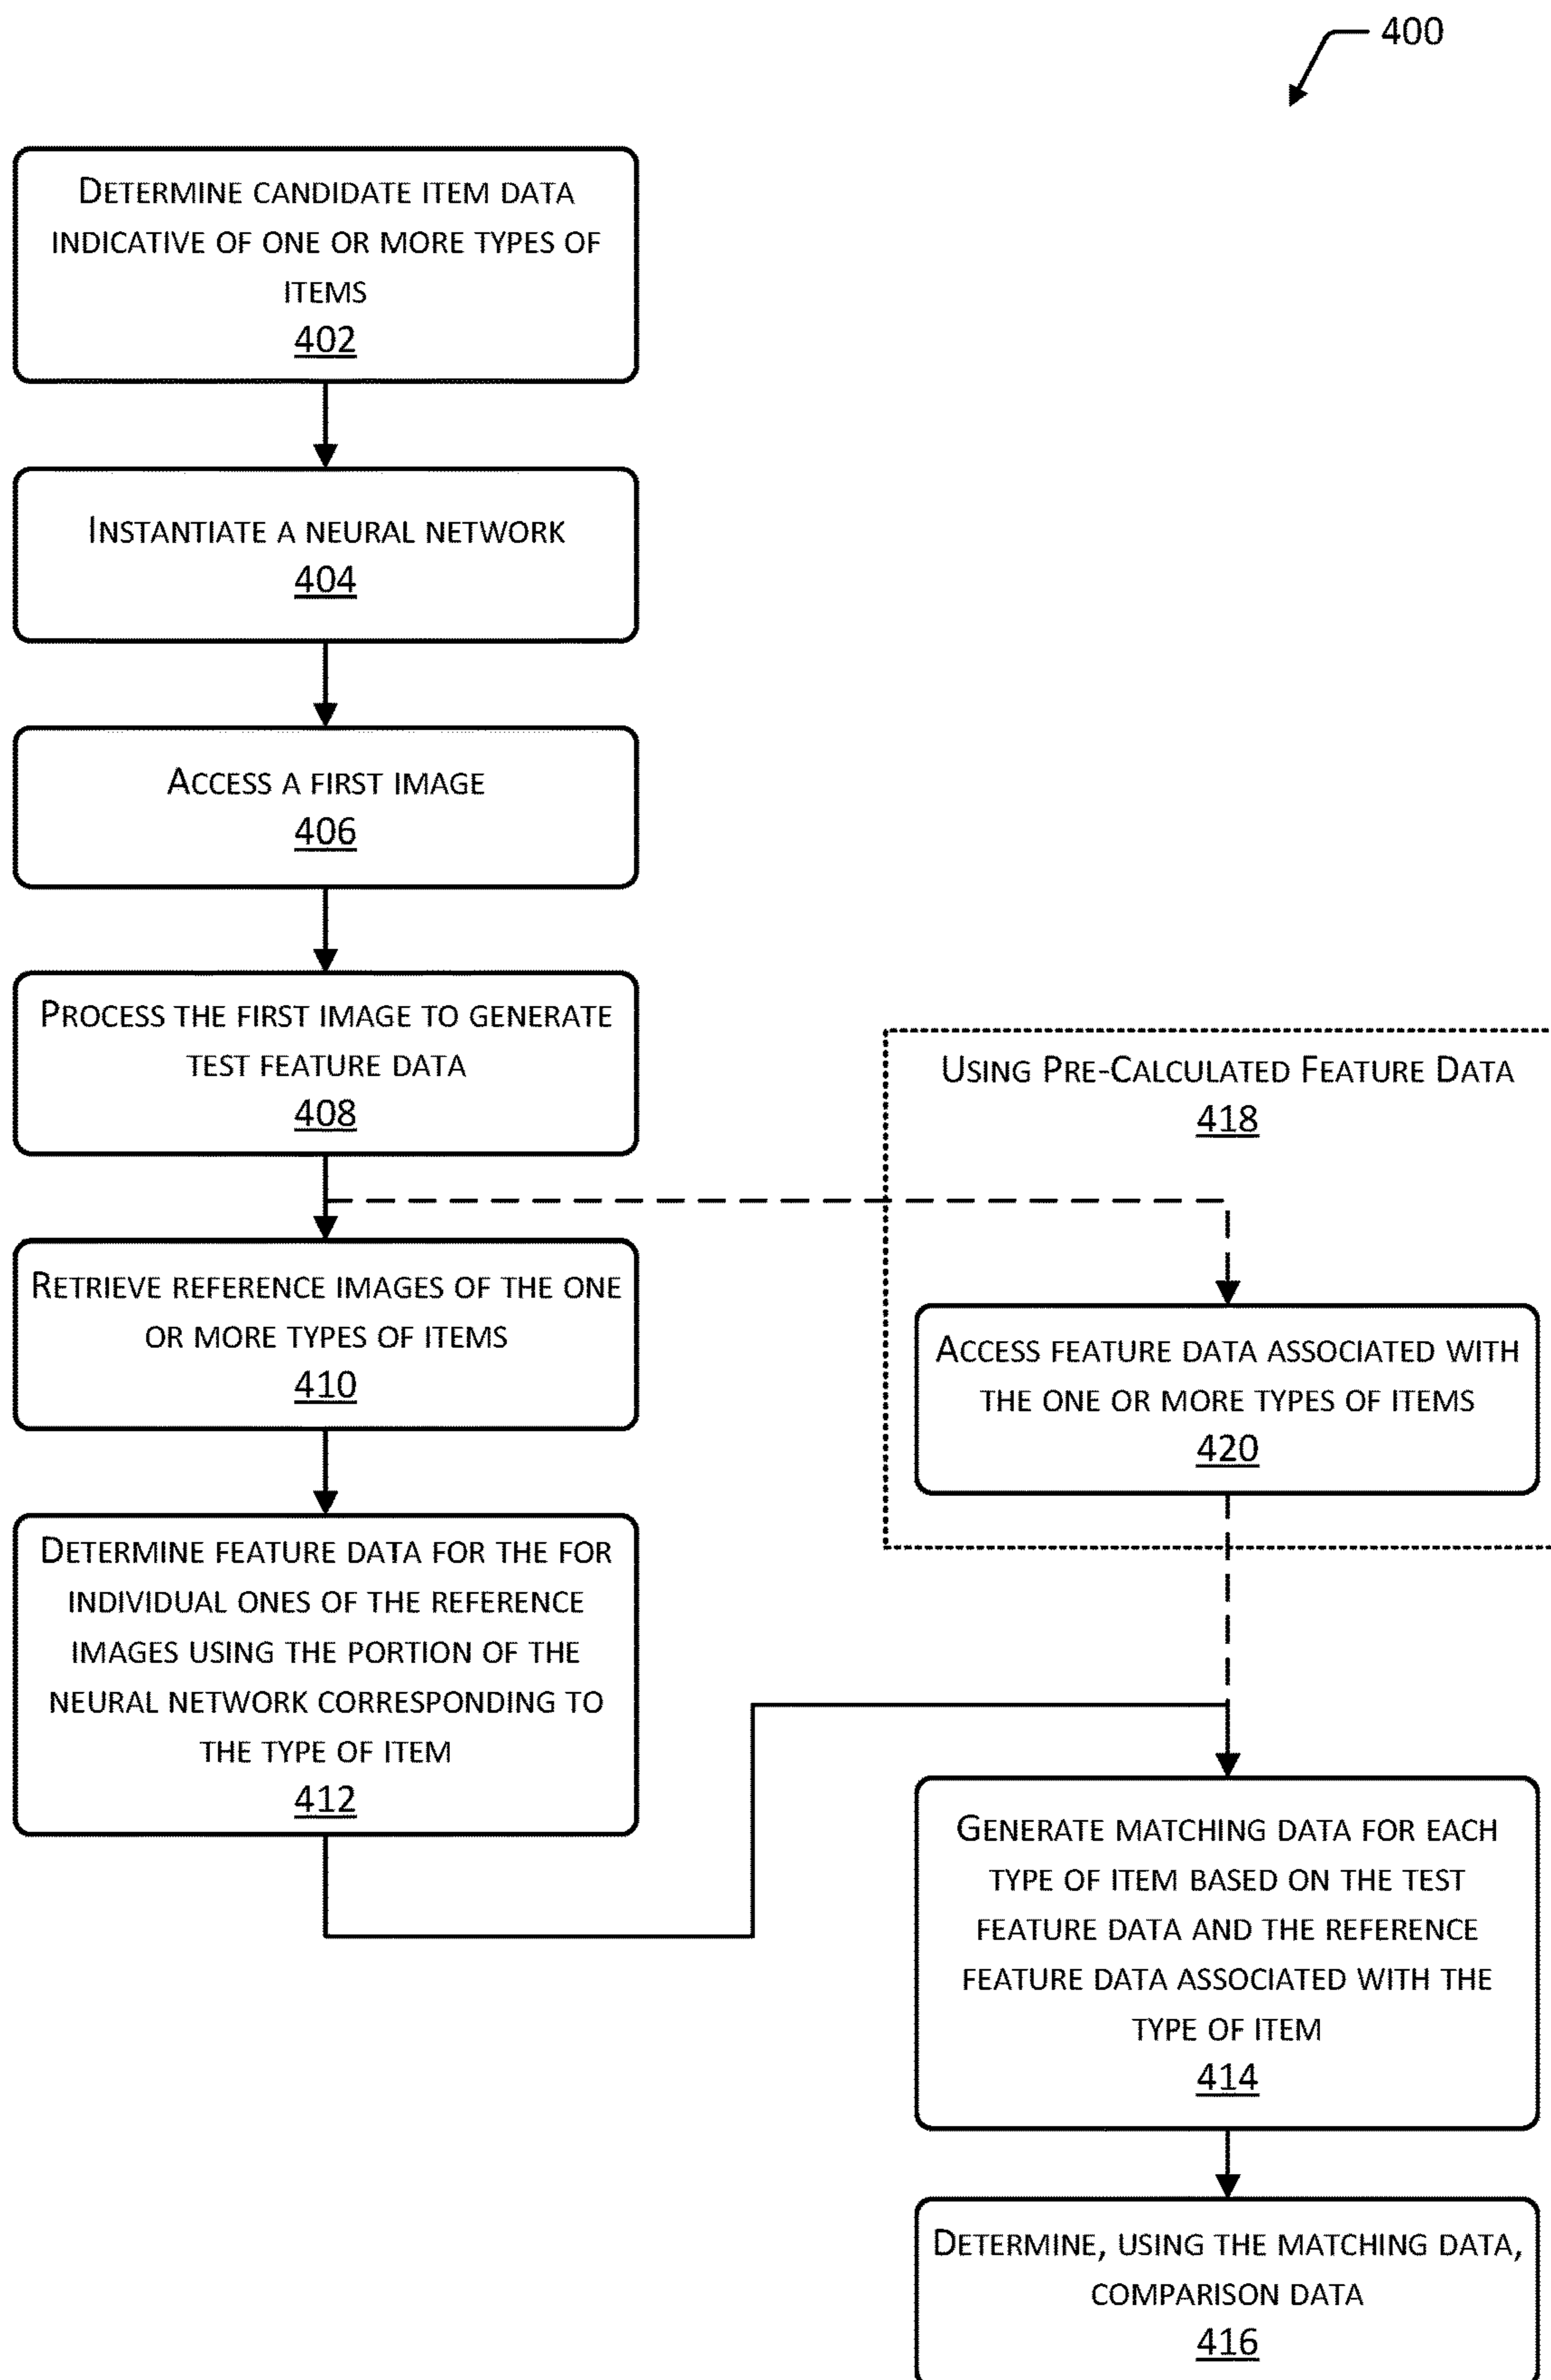 400
DETERMINE CANDIDATE ITEM DATA
INDICATIVE OF ONE OR MORE TYPES OF
ITEMS
402
INSTANTIATE A NEURAL NETWORK
404
ACCESS A FIRST IMAGE
406
PROCESS THE FIRST IMAGE TO GENERATE
TEST FEATURE DATA
408
RETRIEVE REFERENCE IMAGES OF THE ONE
OR MORE TYPES OF ITEMS
410
DETERMINE FEATURE DATA FOR THE FOR
INDIVIDUAL ONES OF THE REFERENCE
IMAGES USING THE PORTION OF THE
NEURAL NETWORK CORRESPONDING TO
THE TYPE OF ITEM
412
USING PRE-CALCULATED FEATURE DATA
418
ACCESS FEATURE DATA ASSOCIATED WITH
THE ONE OR MORE TYPES OF ITEMS
420
GENERATE MATCHING DATA FOR EACH
TYPE OF ITEM BASED ON THE TEST
FEATURE DATA AND THE REFERENCE
FEATURE DATA ASSOCIATED WITH THE
TYPE OF ITEM
414
DETERMINE, USING THE MATCHING DATA,
COMPARISON DATA
416